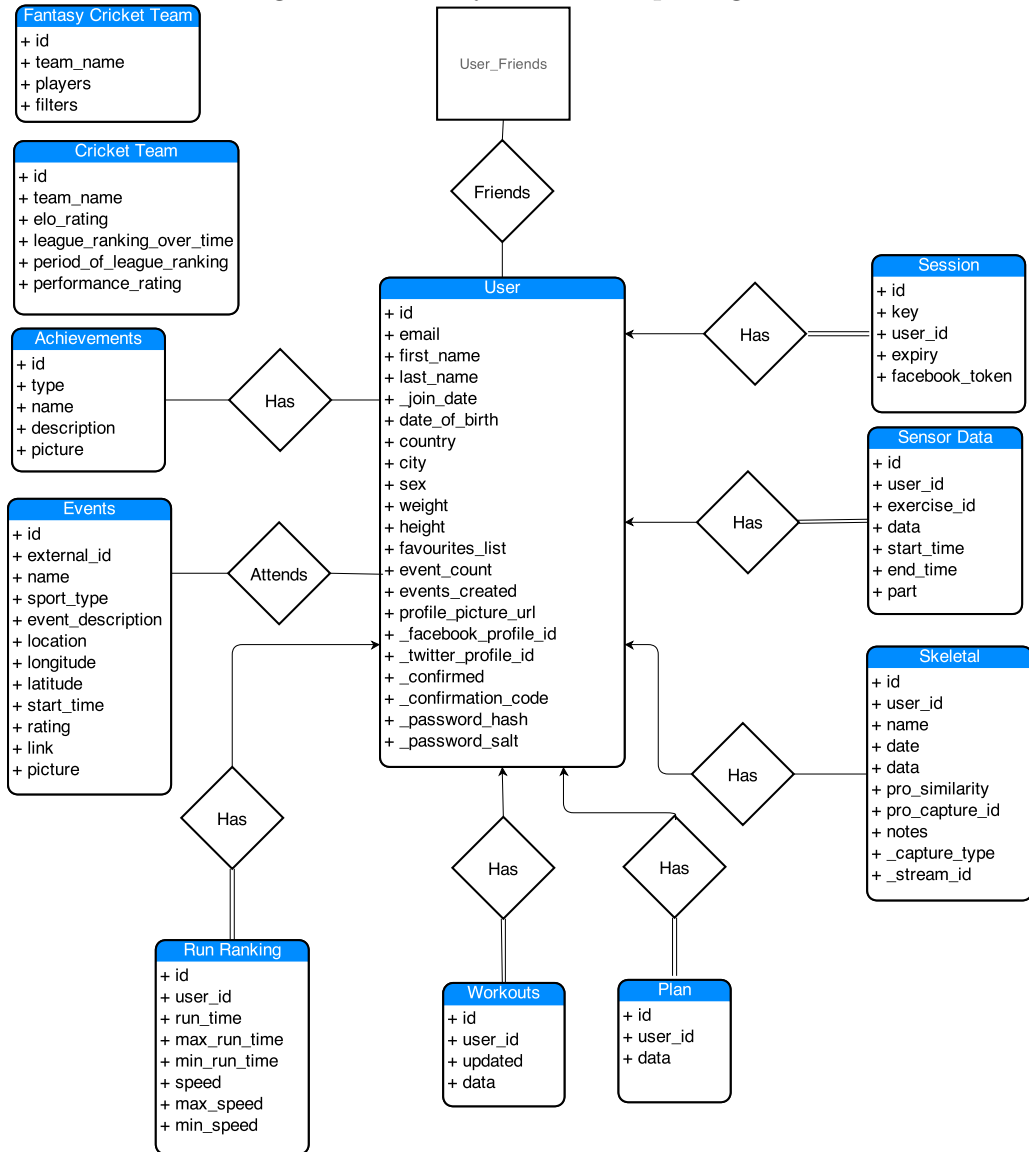 Fantasy Cricket Team
+ id
+ team_name
+ players
+ filters
User_Friends
Friends
Cricket Team
+ id
+ team_name
+ elo_rating
+ league_ranking_over_time
+ period_of_league_ranking
+ performance_rating
User
+ id
+ email
+ first_name
+ last_name
+ _join_date
+ date_of_birth
+ country
+ city
+ sex
+ weight
+ height
+ favourites_list
+ event_count
+ events_created
+ profile_picture_url
+ _facebook_profile_id
+ _twitter_profile_id
+ _confirmed
+ _confirmation_code
+ _password_hash
+ _password_salt
Has
Session
+ id
+ key
+ user_id
+ expiry
+ facebook_token
Achievements
+ id
+ type
+ name
+ description
+ picture
Has
Has
Sensor Data
+ id
+ user_id
+ exercise_id
+ data
+ start_time
+ end_time
+ part
Events
+ id
+ external_id
+ name
+ sport_type
+ event_description
+ location
+ longitude
+ latitude
+ start_time
+ rating
+ link
+ picture
Attends
Has
Skeletal
+ id
+ user_id
+ name
+ date
+ data
+ pro_similarity
+ pro_capture_id
+ notes
+ _capture_type
+ _stream_id
Has
Has
Has
Run Ranking
+ id
+ user_id
+ run_time
+ max_run_time
+ min_run_time
+ speed
+ max_speed
+ min_speed
Workouts
+ id
+ user_id
+ updated
+ data
Plan
+ id
+ user_id
+ data